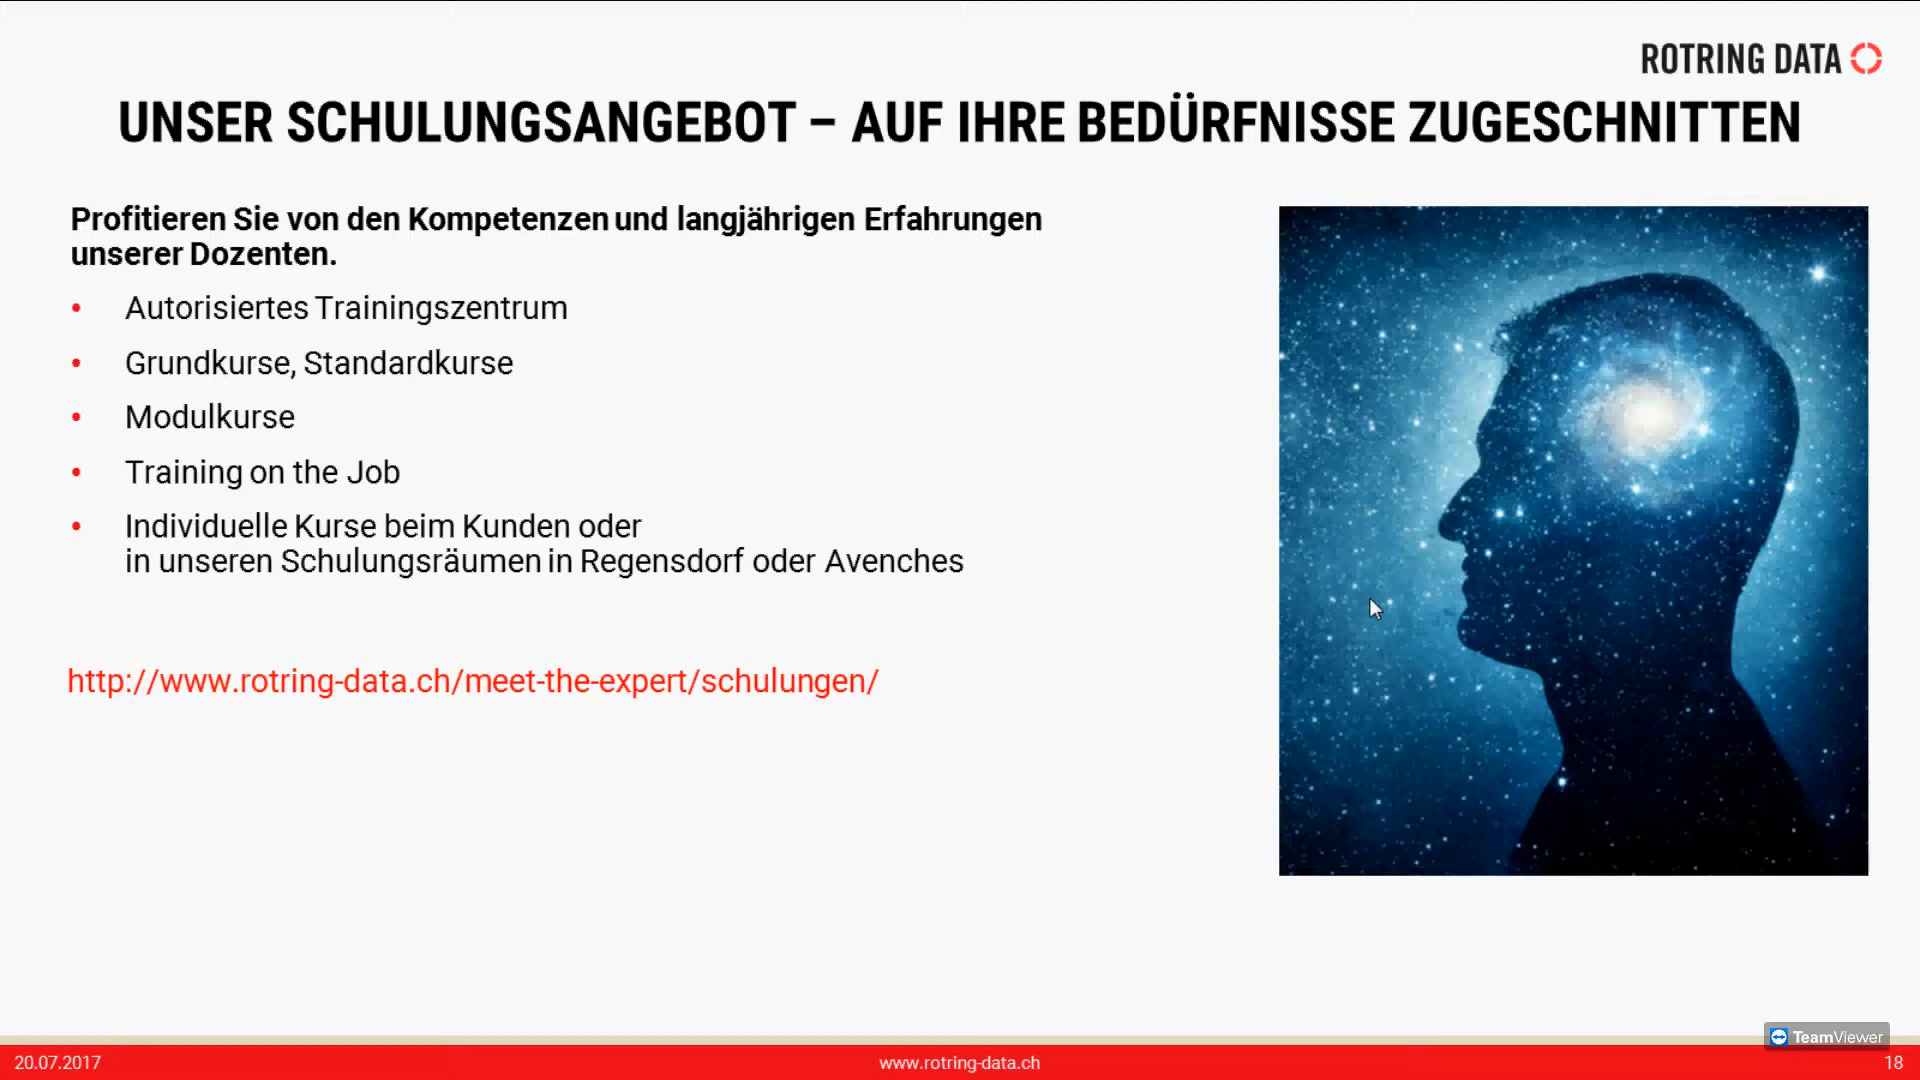 ROTRING DATA
UNSER SCHULUNGSANGEBOT – AUF IHRE BEDÜRFNISSE ZUGESCHNITTEN
Profitieren Sie von den Kompetenzen und langjährigen Erfahrungen
unserer Dozenten.
• Autorisiertes Trainingszentrum
• Grundkurse, Standardkurse
• Modulkurse
• Training on the Job
• Individuelle Kurse beim Kunden oder
in unseren Schulungsräumen in Regensdorf oder Avenches
http://www.rotring-data.ch/meet-the-expert/schulungen/
TeamViewer
20.07.2017
www.rotring-data.ch
18